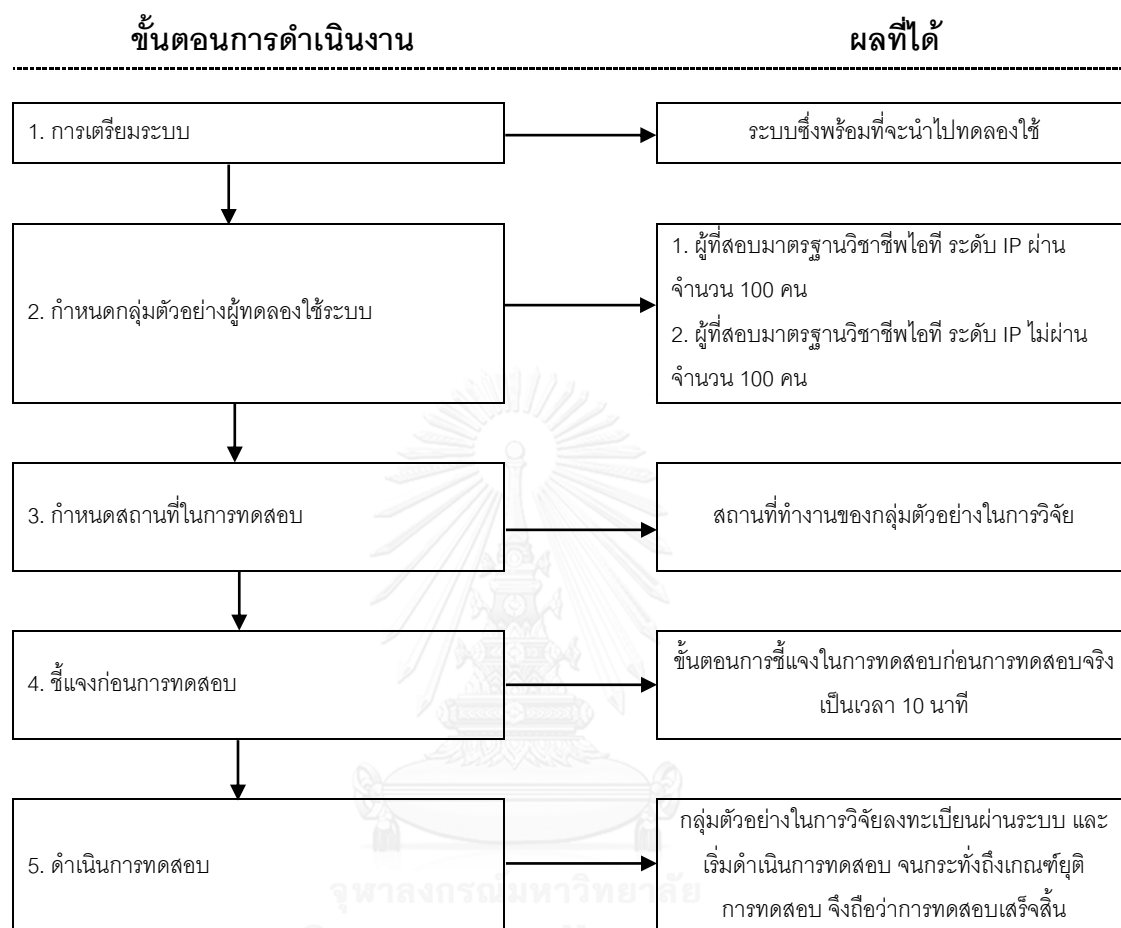 ขั้นตอนการดำเนินงาน
ผลที่ได้
1. การเตรียมระบบ
ระบบซึ่งพร้อมที่จะนำไปทดลองใช้
2. กำหนดกลุ่มตัวอย่างผู้ทดลองใช้ระบบ
1. ผู้ที่สอบมาตรฐานวิชาชีพไอที ระดับ IP ผ่าน
จำนวน 100 คน
2. ผู้ที่สอบมาตรฐานวิชาชีพไอที ระดับ IP ไม่ผ่าน
จำนวน 100 คน
3. กำหนดสถานที่ในการทดสอบ
สถานที่ทำงานของกลุ่มตัวอย่างในการวิจัย
4. ชี้แจงก่อนการทดสอบ
ขั้นตอนการชี้แจงในการทดสอบก่อนการทดสอบจริง
เป็นเวลา 10 นาที
5. ดำเนินการทดสอบ
กลุ่มตัวอย่างในการวิจัยลงทะเบียนผ่านระบบ และ
เริ่มดำเนินการทดสอบ จนกระทั่งถึงเกณฑ์ยุติ
การทดสอบ จึงถือว่าการทดสอบเสร็จสิ้น
จุฬาลงกรณ์มหาวิทยาลัย